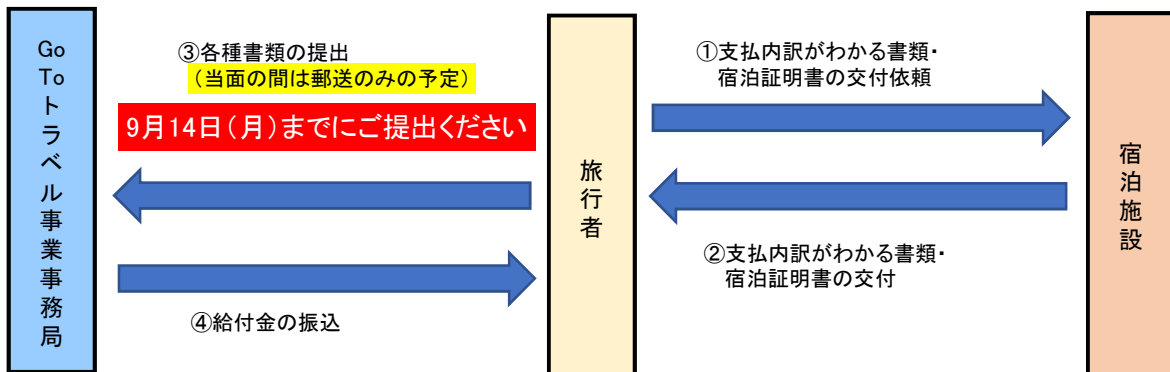 Go Toトラベル事業事務局
③各種書類の提出
（当面の間は郵送のみの予定）
9月14日（月）までにご提出ください
④給付金の振込
旅行者
①支払内訳がわかる書類・
宿泊証明書の交付依頼
②支払内訳がわかる書類・
宿泊証明書の交付
宿泊施設